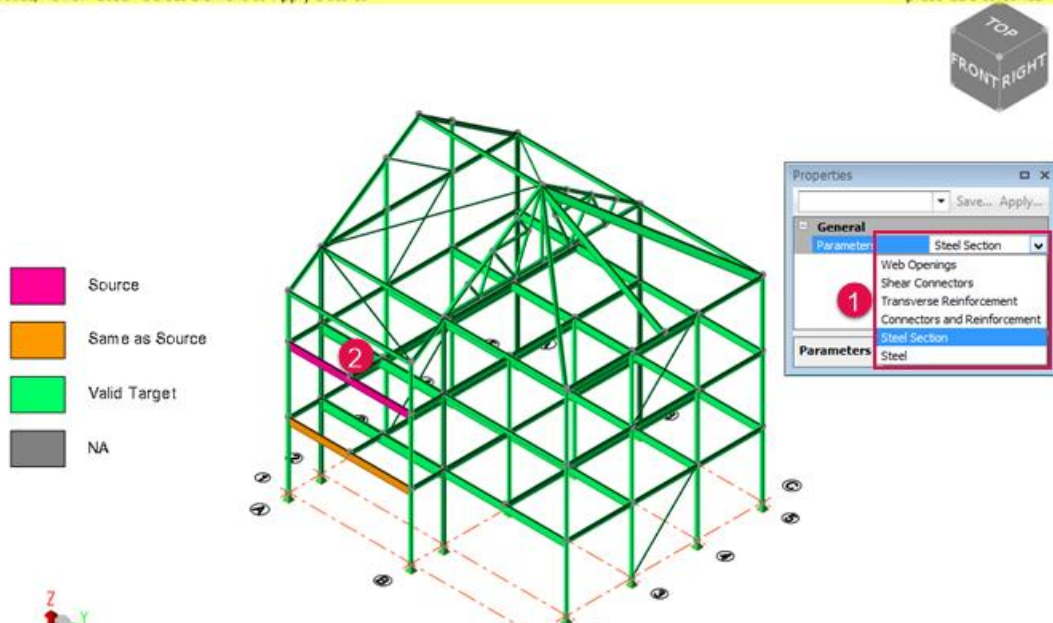 TOP
FRONT
RIGHT
Properties
Save... Apply...
General
Parameters
Steel Section
Web Openings
Shear Connectors
Transverse Reinforcement
Connectors and Reinforcement
Steel Section
Steel
Parameters
1
2
Source
Same as Source
Valid Target
NA
C
B
Z
Y